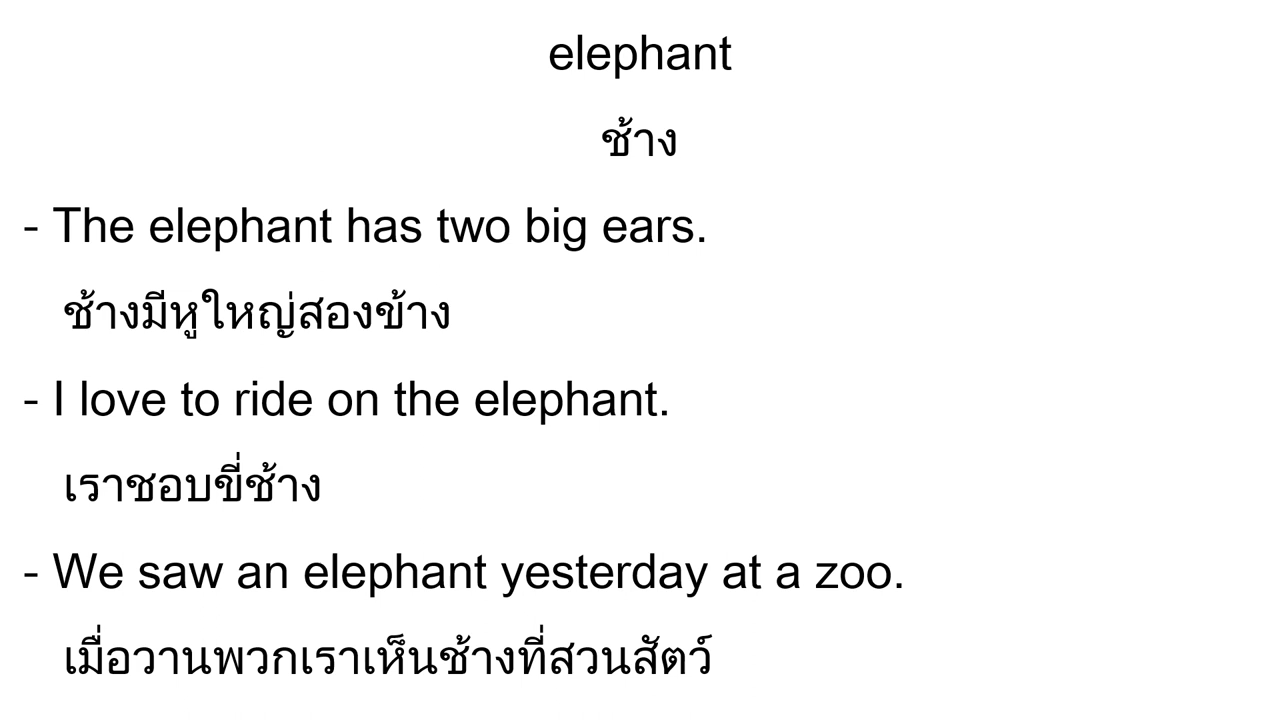 elephant
ช้าง
- The elephant has two big ears.
ช้างมีหูใหญ่สองข้าง
- I love to ride on the elephant.
เราชอบขี่ช้าง
- We saw an elephant yesterday at a zoo.
เมื่อวานพวกเราเห็นช้างที่สวนสัตว์